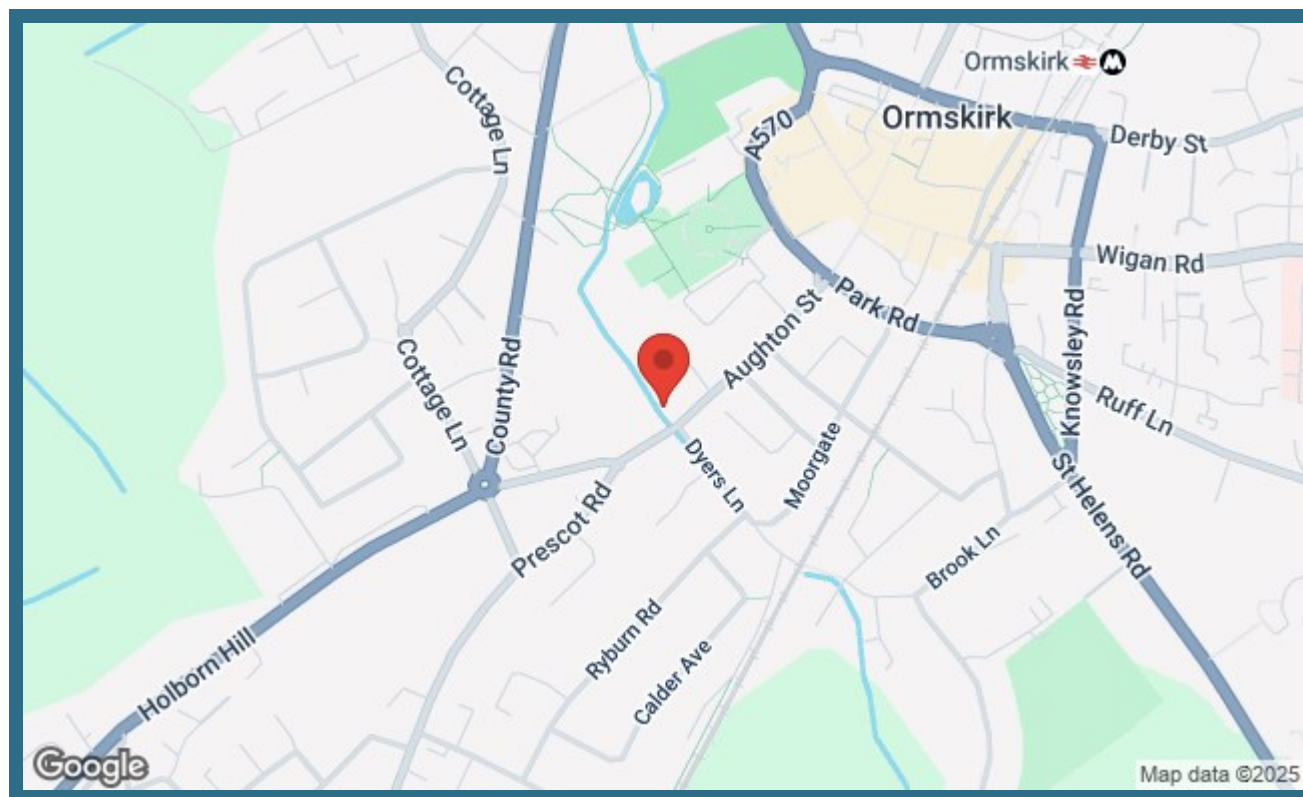 Ormskirk
Cottage Ln
A570
Ormskirk
Derby St
Wigan Rd
Park Rd
Knowsley Rd
Aughton St
Cottage Ln
County Rd
Ruff Ln
Dyers Ln
Moorgate
St Helens Rd
Prescot Rd
Brook Ln
Ryburn Rd
Calder Ave
Holborn Hill
Google
Map data ©2025